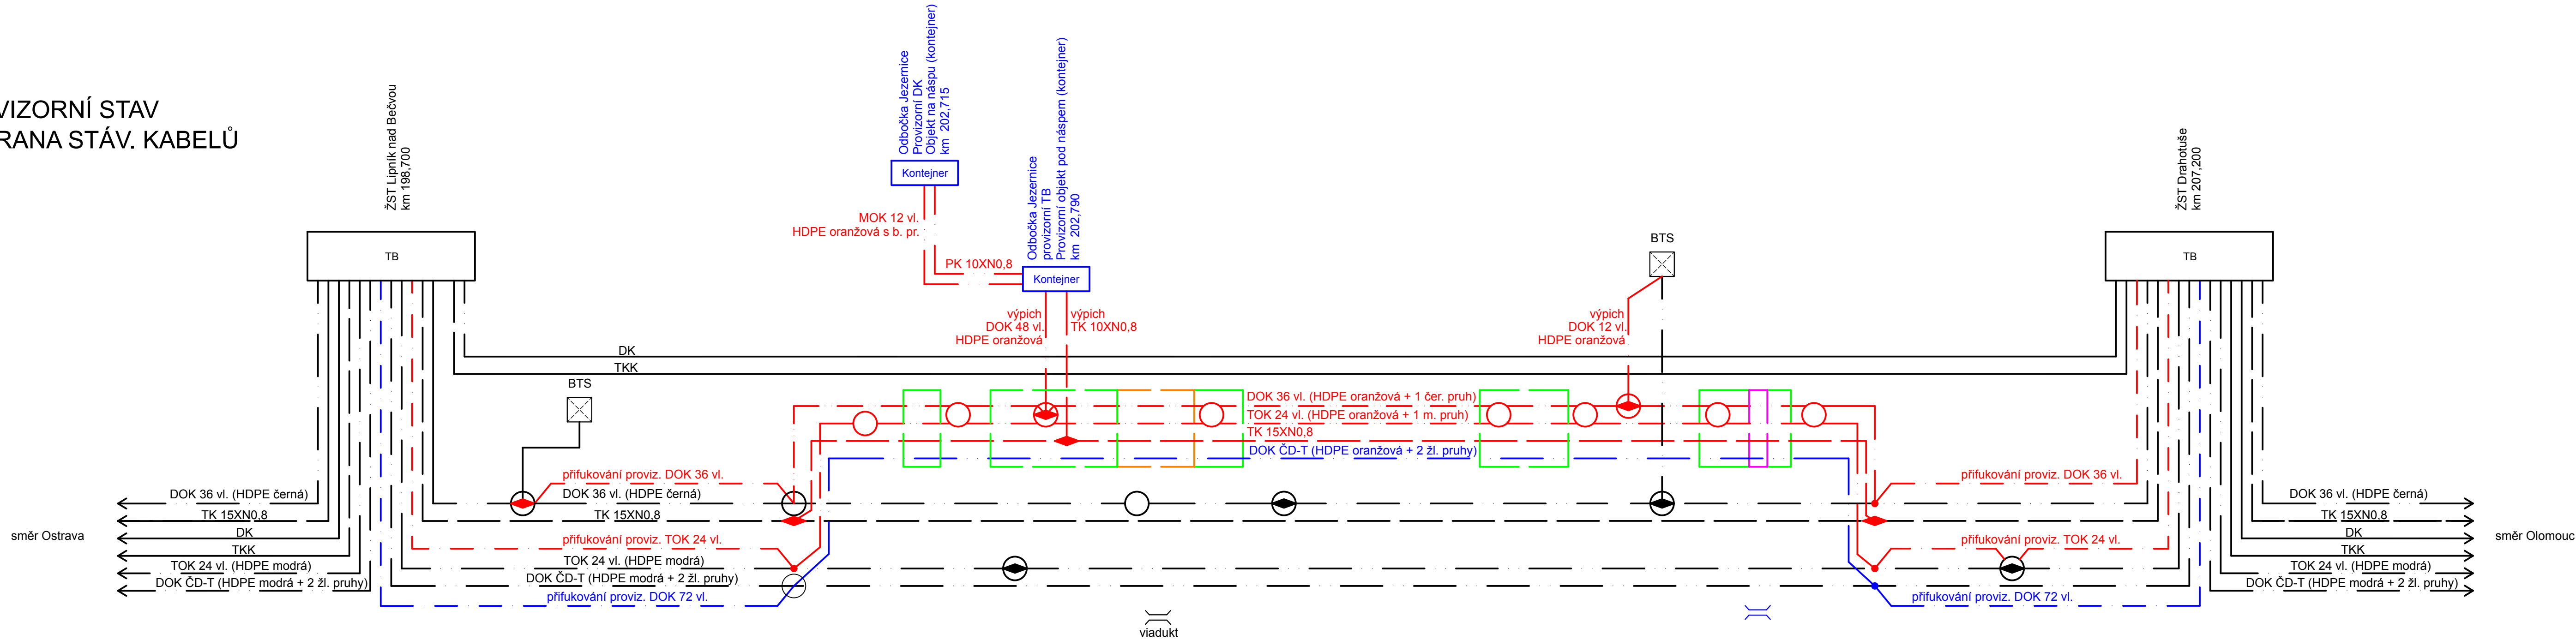 VIZORNÍ STAV
RANA STÁV. KABELŮ
ŽST Lipník nad Bečvou
km 198,700
TB
Odbočka Jezernice
Provizorní DK
Objekt na náspu (kontejner)
km 202,715
Kontejner
MOK 12 vl.
HDPE oranžová s b. pr.
PK 10XN0,8
Odbočka Jezernice
provizorní TB
Provizorní objekt pod náspem (kontejner)
km 202,790
Kontejner
výpich
DOK 48 vl.
HDPE oranžová
výpich
TK 10XN0,8
BTS
výpich
DOK 12 vl.
HDPE oranžová
ŽST Drahotuše
km 207,200
TB
DK
TKK
BTS
DOK 36 vl. (HDPE oranžová + 1 čer. pruh)
TOK 24 vl. (HDPE oranžová + 1 m. pruh)
TK 15XN0,8
DOK ČD-T (HDPE oranžová + 2 žl. pruhy)
směr Ostrava
DOK 36 vl. (HDPE černá)
TK 15XN0,8
DK
TKK
TOK 24 vl. (HDPE modrá)
DOK ČD-T (HDPE modrá + 2 žl. pruhy)
přifukování proviz. DOK 36 vl.
DOK 36 vl. (HDPE černá)
TK 15XN0,8
přifukování proviz. TOK 24 vl.
TOK 24 vl. (HDPE modrá)
DOK ČD-T (HDPE modrá + 2 žl. pruhy)
přifukování proviz. DOK 72 vl.
viadukt
přifukování proviz. DOK 36 vl.
přifukování proviz. TOK 24 vl.
přifukování proviz. DOK 72 vl.
DOK 36 vl. (HDPE černá)
TK 15XN0,8
DK
TKK
TOK 24 vl. (HDPE modrá)
DOK ČD-T (HDPE modrá + 2 žl. pruhy)
směr Olomouc